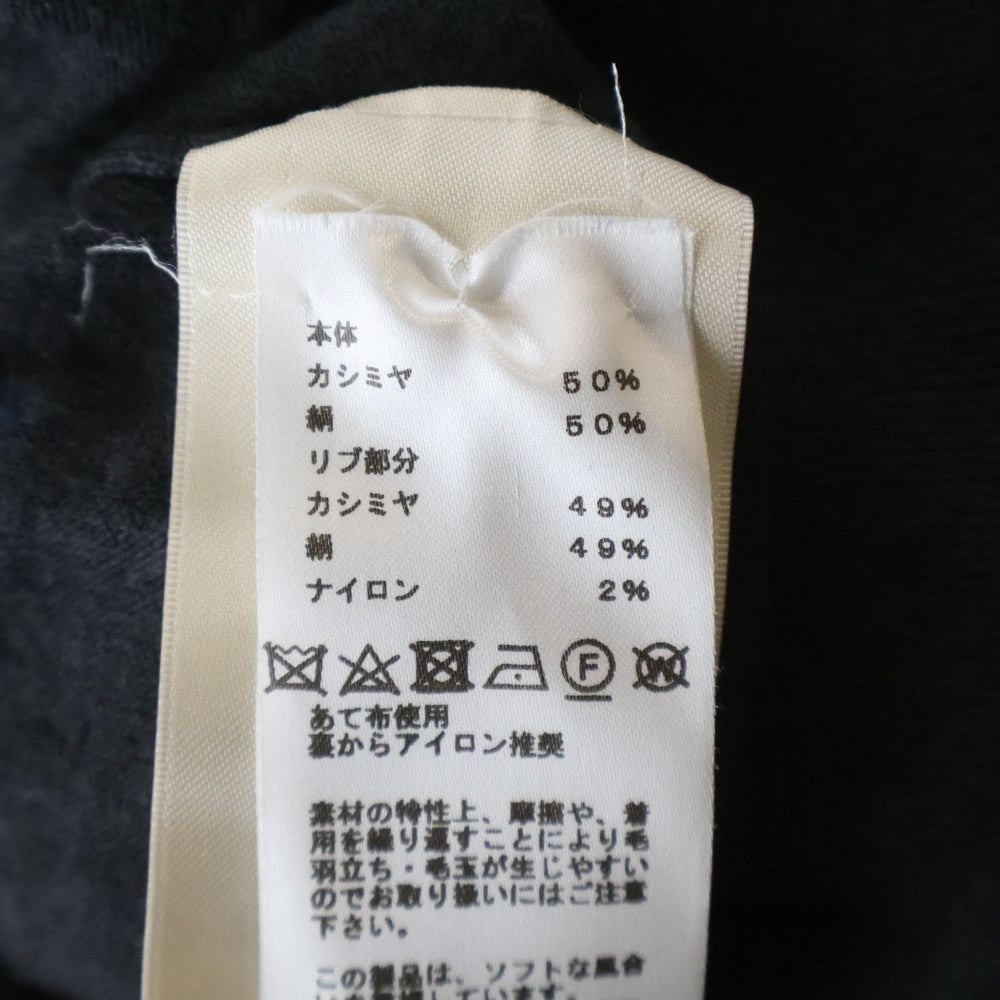 本体
カシミヤ 50%
絹 50%
リブ部分
カシミヤ 49%
絹 49%
ナイロン 2%
F W
あて布使用
裏からアイロン推奨
素材の特性上、摩擦や、着
用を繰り返すことにより毛
羽立ち・毛玉が生じやすい
のでお取り扱いにはご注意
下さい。
この製品は、ソフトな風合